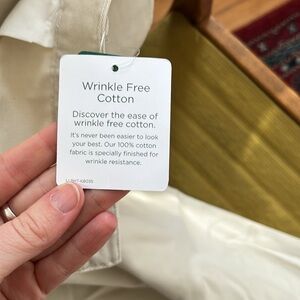 Wrinkle Free
Cotton
Discover the ease of
wrinkle free cotton.
It's never been easier to look
your best. Our 100% cotton
fabric is specially finished for
wrinkle resistance.